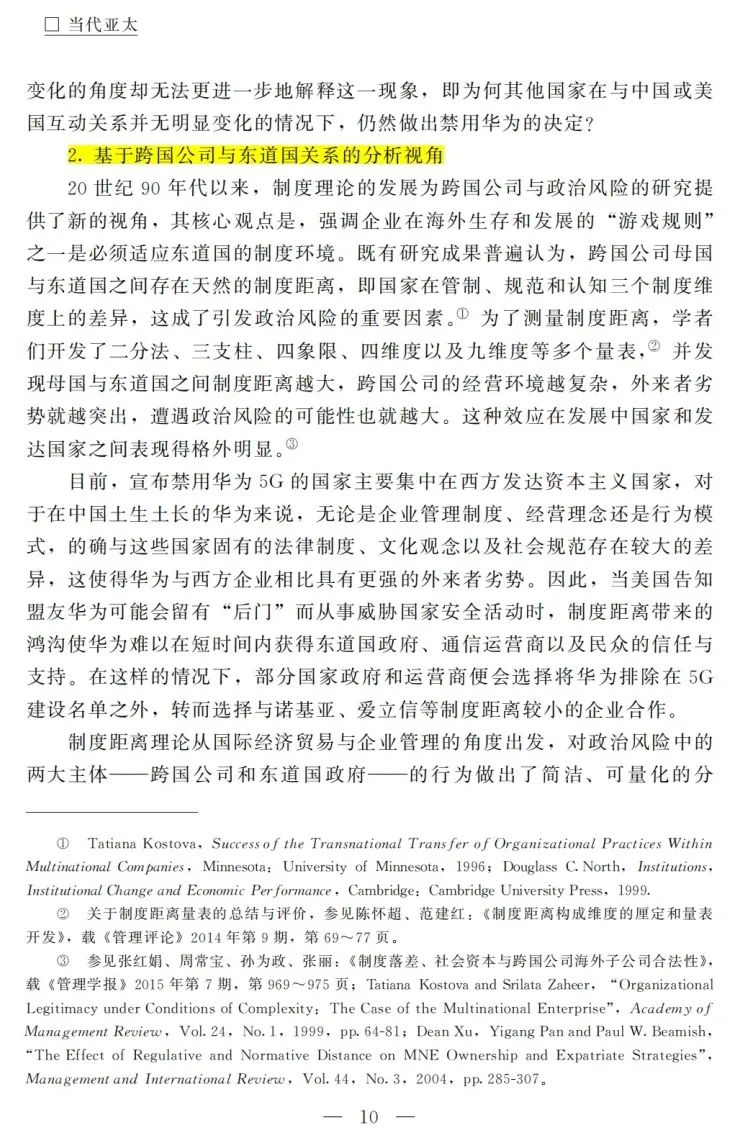 □ 当代亚太
变化的角度却无法更进一步地解释这一现象，即为何其他国家在与中国或美
国互动关系并无明显变化的情况下，仍然做出禁用华为的决定？
2. 基于跨国公司与东道国关系的分析视角
20 世纪 90 年代以来，制度理论的发展为跨国公司与政治风险的研究提
供了新的视角，其核心观点是，强调企业在海外生存和发展的“游戏规则”
之一是必须适应东道国的制度环境。既有研究成果普遍认为，跨国公司母国
与东道国之间存在天然的制度距离，即国家在管制、规范和认知三个制度维
度上的差异，这成了引发政治风险的重要因素。① 为了测量制度距离，学者
们开发了二分法、三支柱、四象限、四维度以及九维度等多个量表，② 并发
现母国与东道国之间制度距离越大，跨国公司的经营环境越复杂，外来者劣
势就越突出，遭遇政治风险的可能性也就越大。这种效应在发展中国家和发
达国家之间表现得格外明显。③
目前，宣布禁用华为 5G 的国家主要集中在西方发达资本主义国家，对
于在中国土生土长的华为来说，无论是企业管理制度、经营理念还是行为模
式，的确与这些国家固有的法律制度、文化观念以及社会规范存在较大的差
异，这使得华为与西方企业相比具有更强的外来者劣势。因此，当美国告知
盟友华为可能会留有“后门”而从事威胁国家安全活动时，制度距离带来的
鸿沟使华为难以在短时间内获得东道国政府、通信运营商以及民众的信任与
支持。在这样的情况下，部分国家政府和运营商便会选择将华为排除在 5G
建设名单之外，转而选择与诺基亚、爱立信等制度距离较小的企业合作。
制度距离理论从国际经济贸易与企业管理的角度出发，对政治风险中的
两大主体——跨国公司和东道国政府——的行为做出了简洁、可量化的分
① Tatiana Kostova，Success of the Transnational Transfer of Organizational Practices Within
Multinational Companies，Minnesota：University of Minnesota，1996；Douglass C. North，Institutions，
Institutional Change and Economic Performance，Cambridge：Cambridge University Press，1999.
② 关于制度距离量表的总结与评价，参见陈怀超、范建红：《制度距离构成维度的厘定和量表
开发》，载《管理评论》2014 年第 9 期，第 69～77 页。
③ 参见张红娟、周常宝、孙为政、张丽：《制度落差、社会资本与跨国公司海外子公司合法性》，
载《管理学报》2015 年第 7 期，第 969～975 页；Tatiana Kostova and Srilata Zaheer，“Organizational
Legitimacy under Conditions of Complexity：The Case of the Multinational Enterprise”，Academy of
Management Review，Vol. 24，No. 1，1999，pp. 64-81；Dean Xu，Yigang Pan and Paul W. Beamish，
“The Effect of Regulative and Normative Distance on MNE Ownership and Expatriate Strategies”，
Management and International Review，Vol. 44，No. 3，2004，pp. 285-307。
— 10 —